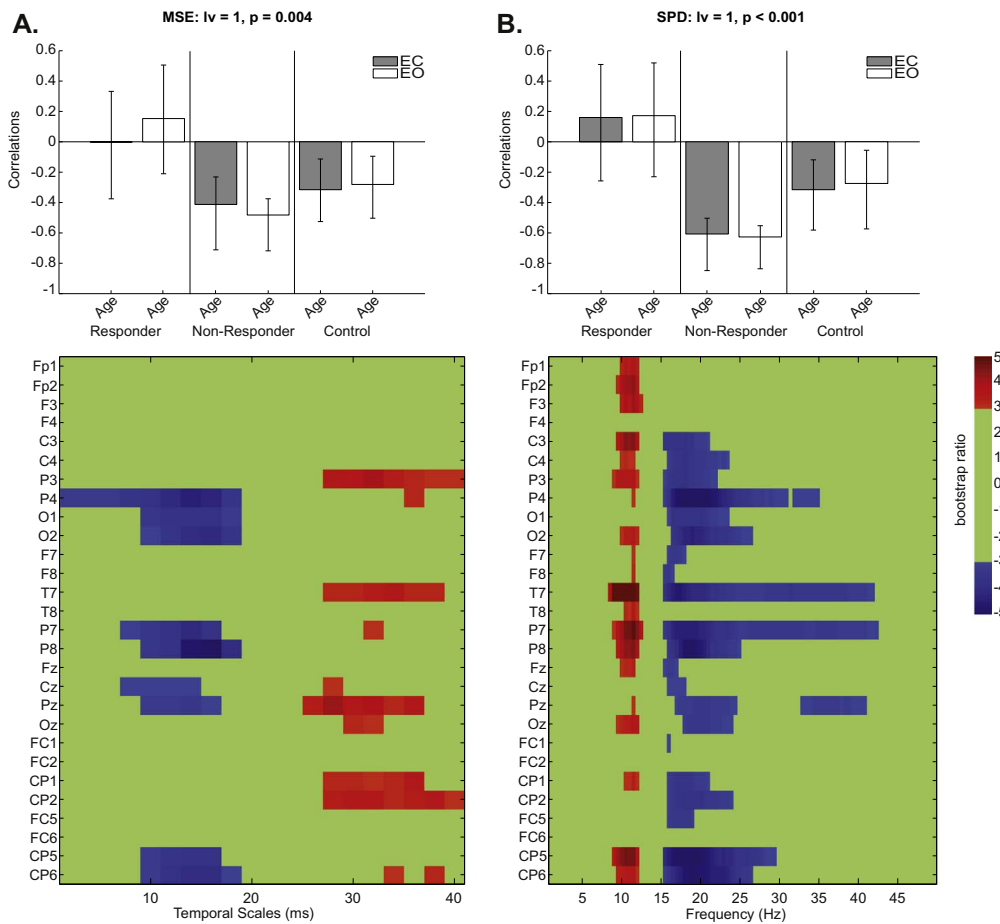 A.
MSE: lv = 1, p = 0.004
0.6
0.4
0.2
0
-0.2
-0.4
-0.6
-0.8
-1
Correlations
EC
EO
Age
Age
Age
Age
Age
Age
Responder
Non-Responder
Control
B.
SPD: lv = 1, p < 0.001
0.6
0.4
0.2
0
-0.2
-0.4
-0.6
-0.8
-1
Correlations
EC
EO
Age
Age
Age
Age
Age
Age
Responder
Non-Responder
Control
Fp1
Fp2
F3
F4
C3
C4
P3
P4
O1
O2
F7
F8
T7
T8
P7
P8
Fz
Cz
Pz
Oz
FC1
FC2
CP1
CP2
FC5
FC6
CP5
CP6
10
20
30
40
Temporal Scales (ms)
Fp1
Fp2
F3
F4
C3
C4
P3
P4
O1
O2
F7
F8
T7
T8
P7
P8
Fz
Cz
Pz
Oz
FC1
FC2
CP1
CP2
FC5
FC6
CP5
CP6
5
10
15
20
25
30
35
40
45
Frequency (Hz)
5
4
3
2
1
0
-1
-2
-3
-4
-5
bootstrap ratio